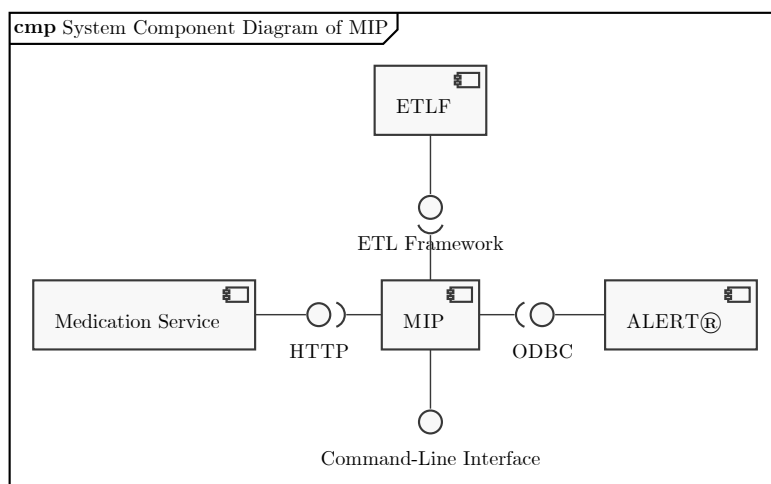 cmp System Component Diagram of MIP
ETLF
ETL Framework
Medication Service
MIP
ALERT®
HTTP
ODBC
Command-Line Interface